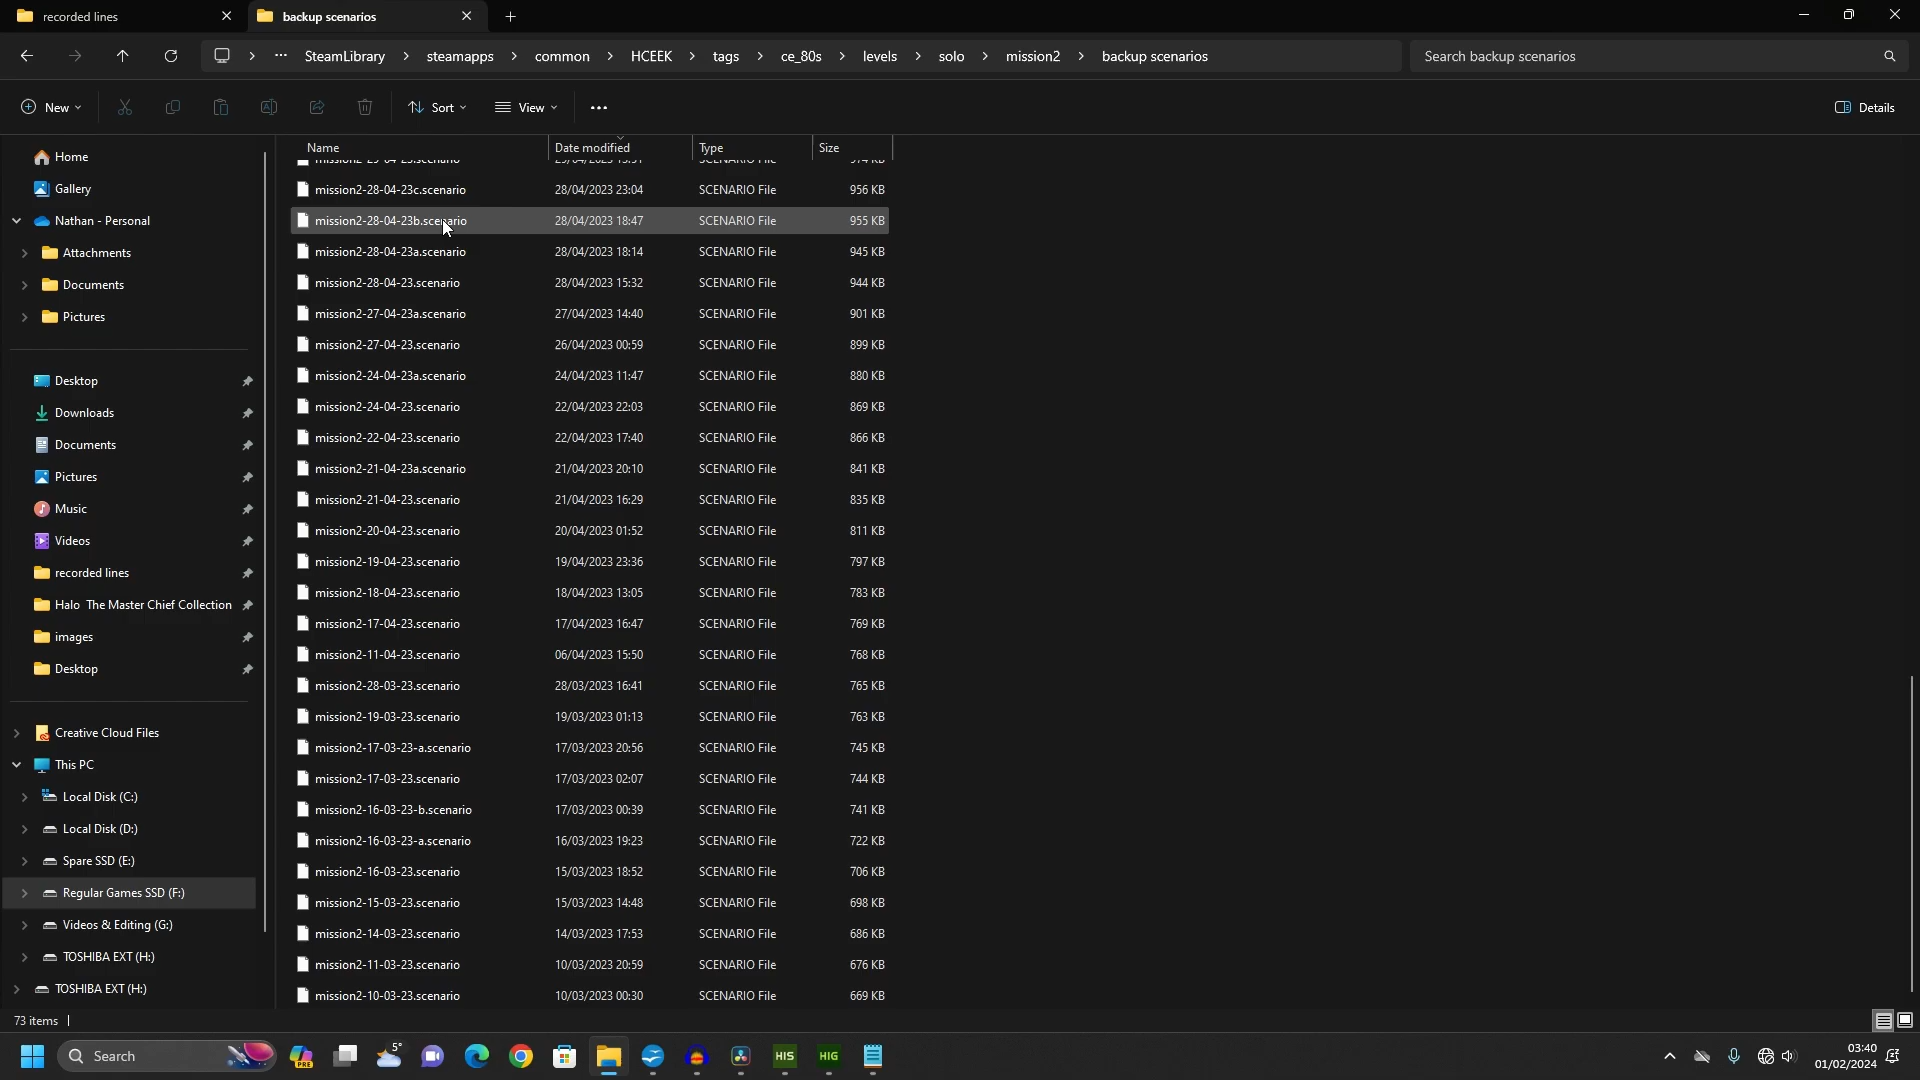 recorded lines
backup scenarios
SteamLibrary > steamapps > common > HCEEK > tags > ce_80s > levels > solo > mission2 > backup scenarios
Search backup scenarios
New
Sort
View
Details
Home
Gallery
Nathan - Personal
Attachments
Documents
Pictures
Desktop
Downloads
Documents
Pictures
Music
Videos
recorded lines
Halo The Master Chief Collection
images
Desktop
Creative Cloud Files
This PC
Local Disk (C:)
Local Disk (D:)
Spare SSD (E:)
Regular Games SSD (F:)
Videos & Editing (G:)
TOSHIBA EXT (H:)
TOSHIBA EXT (H:)
Name Date modified Type Size
mission2-28-04-23c.scenario 28/04/2023 23:04 SCENARIO File 956 KB
mission2-28-04-23b.scenario 28/04/2023 18:47 SCENARIO File 955 KB
mission2-28-04-23a.scenario 28/04/2023 18:14 SCENARIO File 945 KB
mission2-28-04-23.scenario 28/04/2023 15:32 SCENARIO File 944 KB
mission2-27-04-23a.scenario 27/04/2023 14:40 SCENARIO File 901 KB
mission2-27-04-23.scenario 26/04/2023 00:59 SCENARIO File 899 KB
mission2-24-04-23a.scenario 24/04/2023 11:47 SCENARIO File 880 KB
mission2-24-04-23.scenario 22/04/2023 22:03 SCENARIO File 869 KB
mission2-22-04-23.scenario 22/04/2023 17:40 SCENARIO File 866 KB
mission2-21-04-23a.scenario 21/04/2023 20:10 SCENARIO File 841 KB
mission2-21-04-23.scenario 21/04/2023 16:29 SCENARIO File 835 KB
mission2-20-04-23.scenario 20/04/2023 01:52 SCENARIO File 811 KB
mission2-19-04-23.scenario 19/04/2023 23:36 SCENARIO File 797 KB
mission2-18-04-23.scenario 18/04/2023 13:05 SCENARIO File 783 KB
mission2-17-04-23.scenario 17/04/2023 16:47 SCENARIO File 769 KB
mission2-11-04-23.scenario 06/04/2023 15:50 SCENARIO File 768 KB
mission2-28-03-23.scenario 28/03/2023 16:41 SCENARIO File 765 KB
mission2-19-03-23.scenario 19/03/2023 01:13 SCENARIO File 763 KB
mission2-17-03-23-a.scenario 17/03/2023 20:56 SCENARIO File 745 KB
mission2-17-03-23.scenario 17/03/2023 02:07 SCENARIO File 744 KB
mission2-16-03-23-b.scenario 17/03/2023 00:39 SCENARIO File 741 KB
mission2-16-03-23-a.scenario 16/03/2023 19:23 SCENARIO File 722 KB
mission2-16-03-23.scenario 15/03/2023 18:52 SCENARIO File 706 KB
mission2-15-03-23.scenario 15/03/2023 14:48 SCENARIO File 698 KB
mission2-14-03-23.scenario 14/03/2023 17:53 SCENARIO File 686 KB
mission2-11-03-23.scenario 10/03/2023 20:59 SCENARIO File 676 KB
mission2-10-03-23.scenario 10/03/2023 00:30 SCENARIO File 669 KB
73 items
Search
PRE
5°
HIS
HIG
03:40
01/02/2024